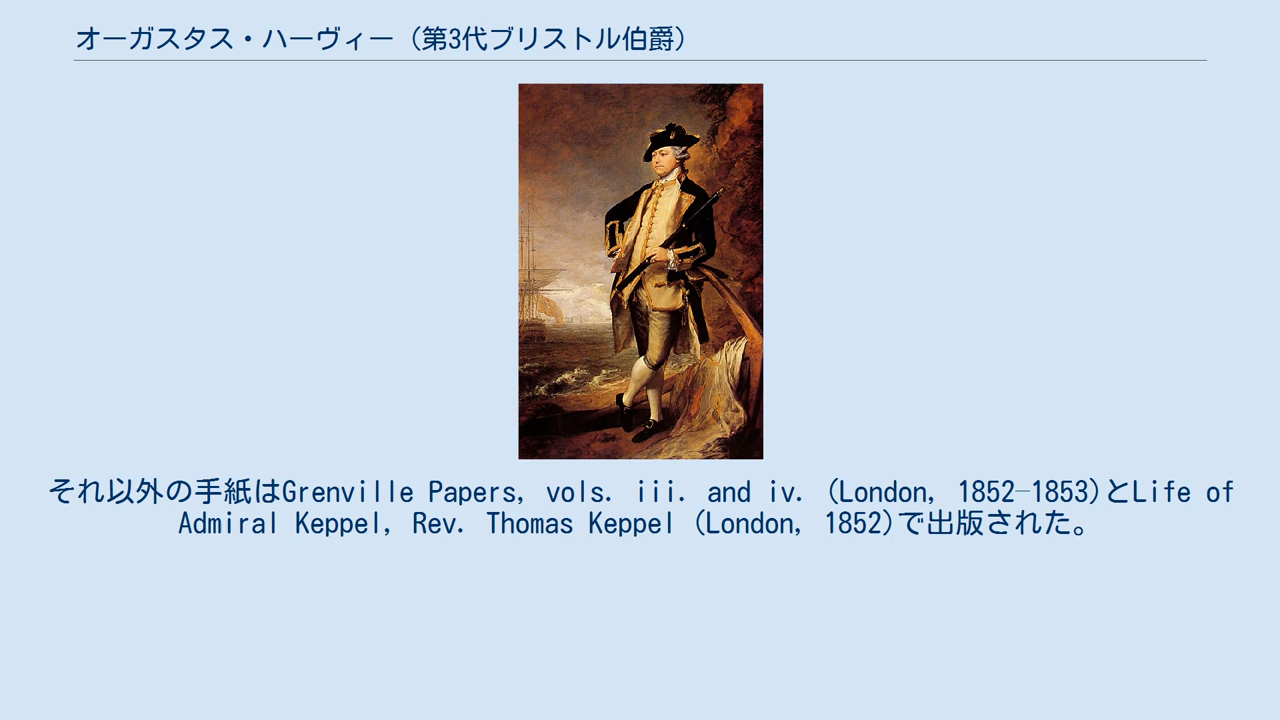 オーガスタス・ハーヴィー（第3代ブリストル伯爵）
それ以外の手紙はGrenville Papers, vols. iii. and iv. (London, 1852–1853)とLife of
Admiral Keppel, Rev. Thomas Keppel (London, 1852)で出版された。